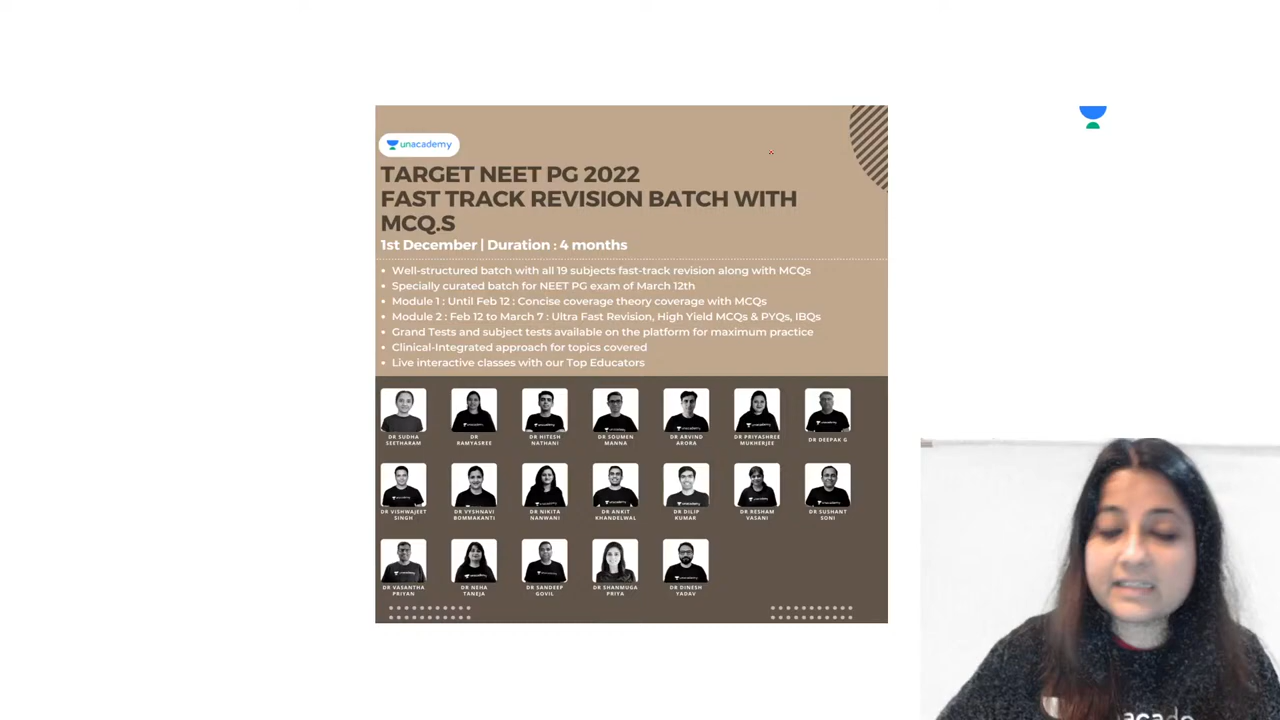 unacademy
TARGET NEET PG 2022
FAST TRACK REVISION BATCH WITH
MCQ.S
1st December | Duration : 4 months
• Well-structured batch with all 19 subjects fast-track revision along with MCQs
• Specially curated batch for NEET PG exam of March 12th
• Module 1 : Until Feb 12 : Concise coverage theory coverage with MCQs
• Module 2 : Feb 12 to March 7 : Ultra Fast Revision, High Yield MCQs & PYQs, IBQs
• Grand Tests and subject tests available on the platform for maximum practice
• Clinical-Integrated approach for topics covered
• Live interactive classes with our Top Educators
DR SUDHA
SEETHARAM
DR
RAMYASREE
DR HITESH
NATHANI
DR SOUMEN
MANNA
DR ARVIND
ARORA
DR PRIYASHREE
MUKHERJEE
DR DEEPAK G
DR VISHWAJEET
SINGH
DR VYSHNAVI
BOMMAKANTI
DR NIKITA
NANWANI
DR ANKIT
KHANDELWAL
DR DILIP
KUMAR
DR RESHAM
VASANI
DR SUSHANT
SONI
DR VASANTHA
PRIYAN
DR NEHA
TANEJA
DR SANDEEP
GOVIL
DR SHANMUGA
PRIYA
DR DINESH
YADAV